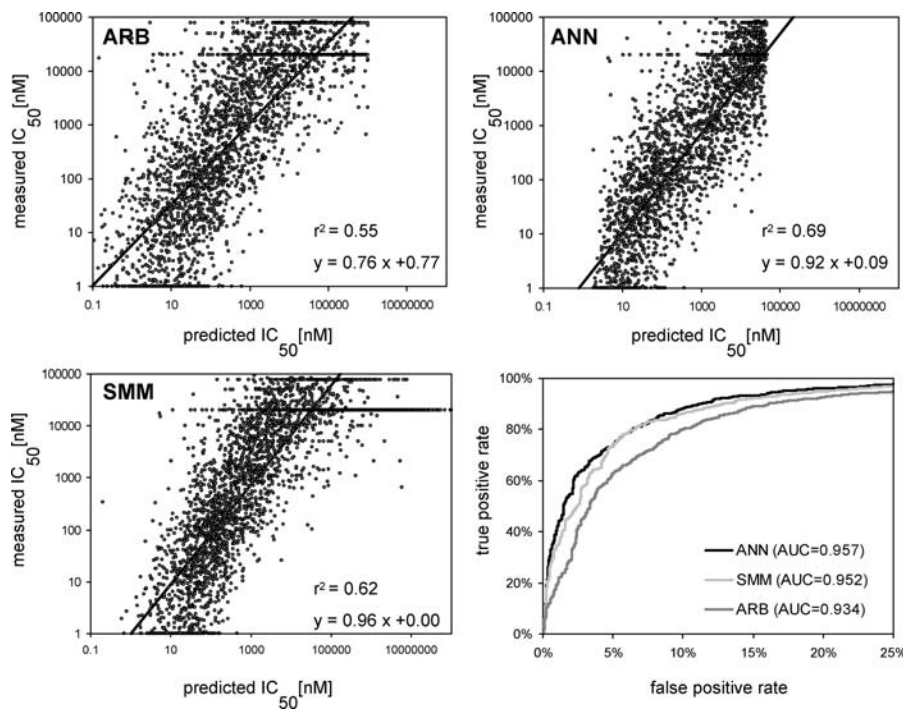 ARB
measured IC50[nM]
100000
10000
1000
100
10
1
r2 = 0.55
y = 0.76 x +0.77
0.1 10 1000 100000 10000000
predicted IC50[nM]
ANN
measured IC50[nM]
100000
10000
1000
100
10
1
r2 = 0.69
y = 0.92 x +0.09
0.1 10 1000 100000 10000000
predicted IC50[nM]
SMM
measured IC50[nM]
100000
10000
1000
100
10
1
r2 = 0.62
y = 0.96 x +0.00
0.1 10 1000 100000 10000000
predicted IC50[nM]
true positive rate
100%
80%
60%
40%
20%
0%
ANN (AUC=0.957)
SMM (AUC=0.952)
ARB (AUC=0.934)
0% 5% 10% 15% 20% 25%
false positive rate